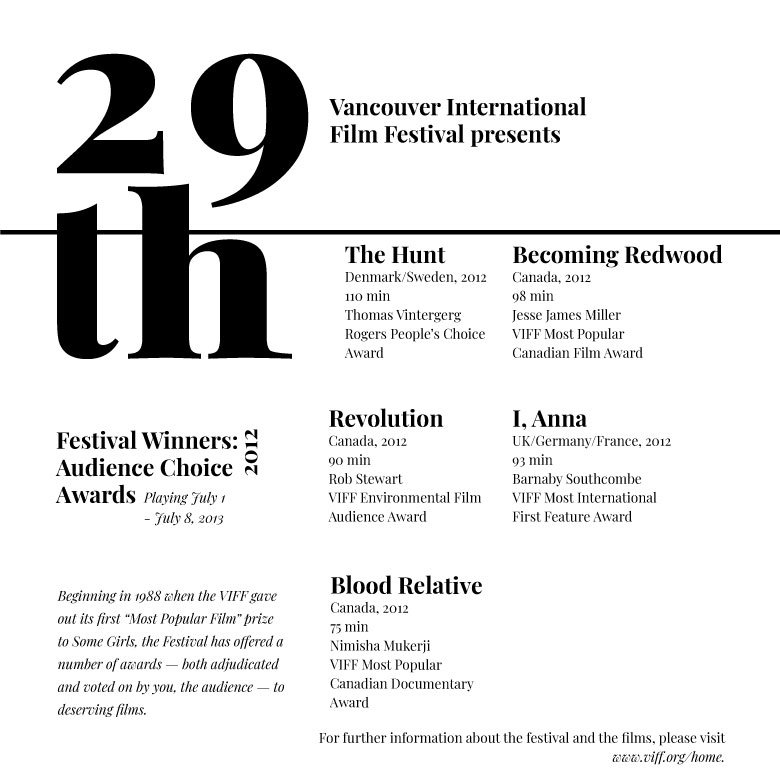 29
th
Vancouver International
Film Festival presents
The Hunt
Denmark/Sweden, 2012
110 min
Thomas Vintergerg
Rogers People’s Choice
Award
Becoming Redwood
Canada, 2012
98 min
Jesse James Miller
VIFF Most Popular
Canadian Film Award
Festival Winners:
Audience Choice
Awards
2012
Playing July 1
- July 8, 2013
Revolution
Canada, 2012
90 min
Rob Stewart
VIFF Environmental Film
Audience Award
I, Anna
UK/Germany/France, 2012
93 min
Barnaby Southcombe
VIFF Most International
First Feature Award
Beginning in 1988 when the VIFF gave
out its first “Most Popular Film” prize
to Some Girls, the Festival has offered a
number of awards — both adjudicated
and voted on by you, the audience — to
deserving films.
Blood Relative
Canada, 2012
75 min
Nimisha Mukerji
VIFF Most Popular
Canadian Documentary
Award
For further information about the festival and the films, please visit
www.viff.org/home.